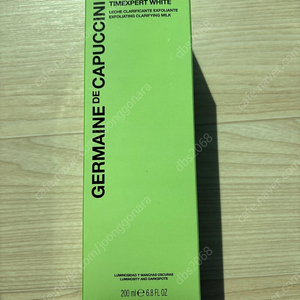 TIMEXPERT WHITE
LECHE CLARIFICANTE EXFOLIANTE
EXFOLIATING CLARIFYING MILK
GERMAINE DE CAPUCCINI
LUMINOSIDAD Y MANCHAS OSCURAS
LUMINOSITY AND DARKSPOTS
200 ml ℮ 6.8 FL. OZ
dbs2068